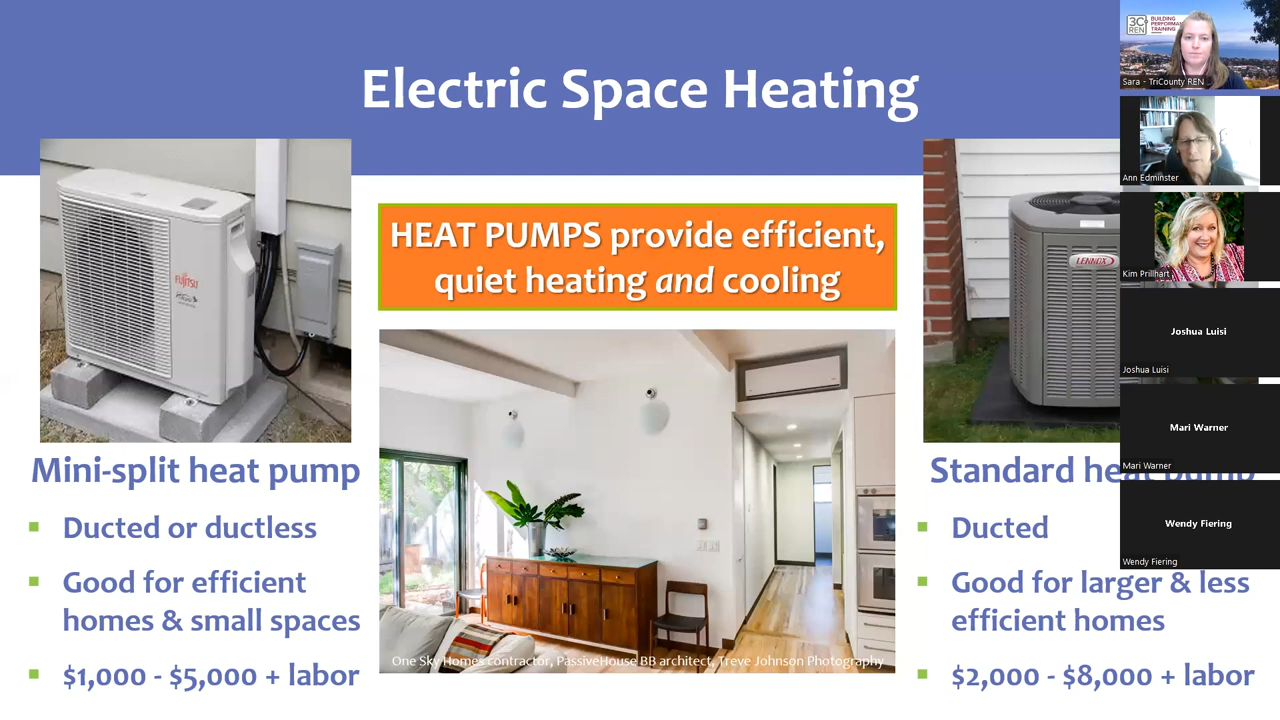 Electric Space Heating
HEAT PUMPS provide efficient,
quiet heating and cooling
FUJITSU
LENNOX
One Sky Homes contractor, PassiveHouse BB architect, Treve Johnson Photography
Mini-split heat pump
Ducted or ductless
Good for efficient
homes & small spaces
$1,000 - $5,000 + labor
Standard heat pump
Ducted
Good for larger & less
efficient homes
$2,000 - $8,000 + labor
3C
REN
BUILDING
PERFORMA
TRAINING
Sara - TriCounty REN
Ann Edminster
Kim Prillhart
Joshua Luisi
Joshua Luisi
Mari Warner
Mari Warner
Wendy Fiering
Wendy Fiering